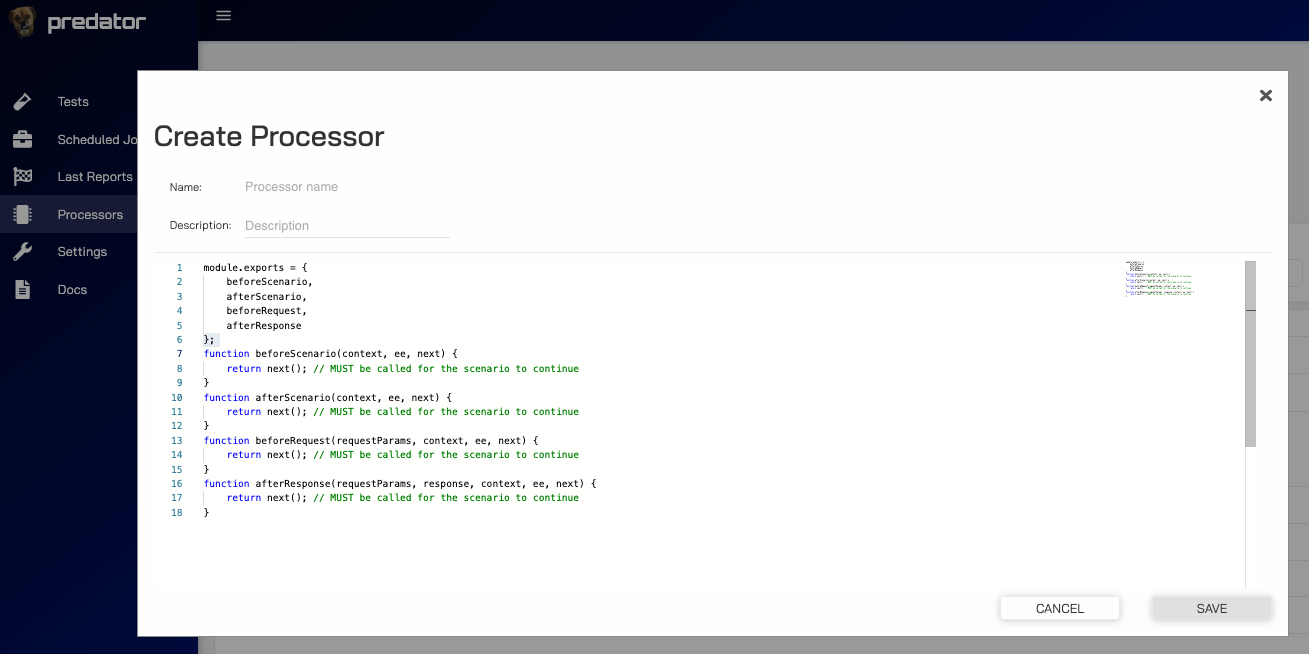 predator
Tests
Scheduled Jo
Last Reports
Processors
Settings
Docs
Create Processor
Name: Processor name
Description: Description
1 module.exports = {
2 beforeScenario,
3 afterScenario,
4 beforeRequest,
5 afterResponse
6 };
7 function beforeScenario(context, ee, next) {
8 return next(); // MUST be called for the scenario to continue
9 }
10 function afterScenario(context, ee, next) {
11 return next(); // MUST be called for the scenario to continue
12 }
13 function beforeRequest(requestParams, context, ee, next) {
14 return next(); // MUST be called for the scenario to continue
15 }
16 function afterResponse(requestParams, response, context, ee, next) {
17 return next(); // MUST be called for the scenario to continue
18 }
CANCEL SAVE